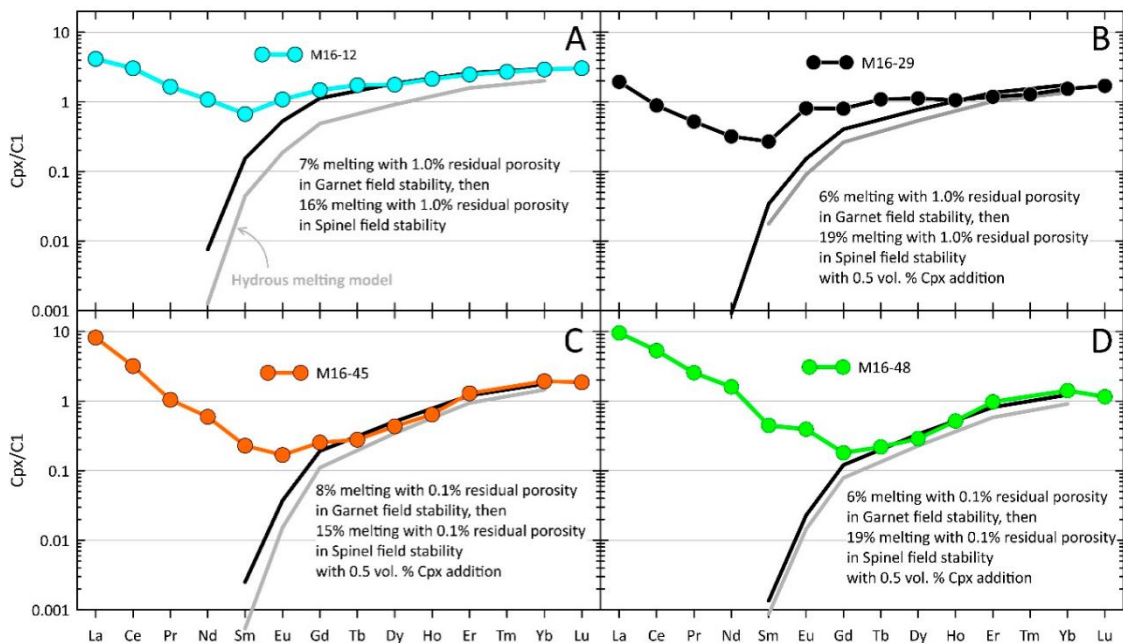 A
B
M16-12
M16-29
10
1
0.1
0.01
0.001
Cpx/C1
7% melting with 1.0% residual porosity
in Garnet field stability, then
16% melting with 1.0% residual porosity
in Spinel field stability
Hydrous melting model
6% melting with 1.0% residual porosity
in Garnet field stability, then
19% melting with 1.0% residual porosity
in Spinel field stability
with 0.5 vol. % Cpx addition
C
D
M16-45
M16-48
10
1
0.1
0.01
0.001
Cpx/C1
8% melting with 0.1% residual porosity
in Garnet field stability, then
15% melting with 0.1% residual porosity
in Spinel field stability
with 0.5 vol. % Cpx addition
6% melting with 0.1% residual porosity
in Garnet field stability, then
19% melting with 0.1% residual porosity
in Spinel field stability
with 0.5 vol. % Cpx addition
La Ce Pr Nd Sm Eu Gd Tb Dy Ho Er Tm Yb Lu
La Ce Pr Nd Sm Eu Gd Tb Dy Ho Er Tm Yb Lu